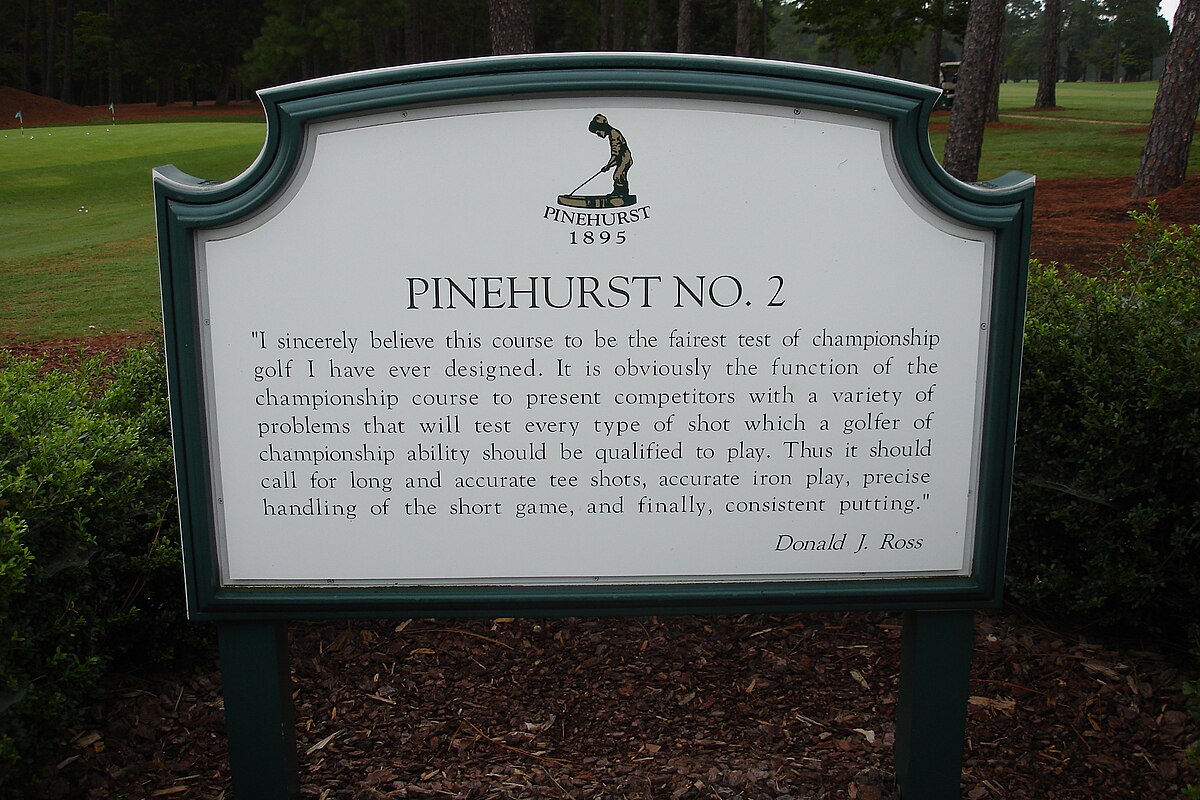 PINEHURST
1895
PINEHURST NO. 2
"I sincerely believe this course to be the fairest test of championship
golf I have ever designed. It is obviously the function of the
championship course to present competitors with a variety of
problems that will test every type of shot which a golfer of
championship ability should be qualified to play. Thus it should
call for long and accurate tee shots, accurate iron play, precise
handling of the short game, and finally, consistent putting."
Donald J. Ross